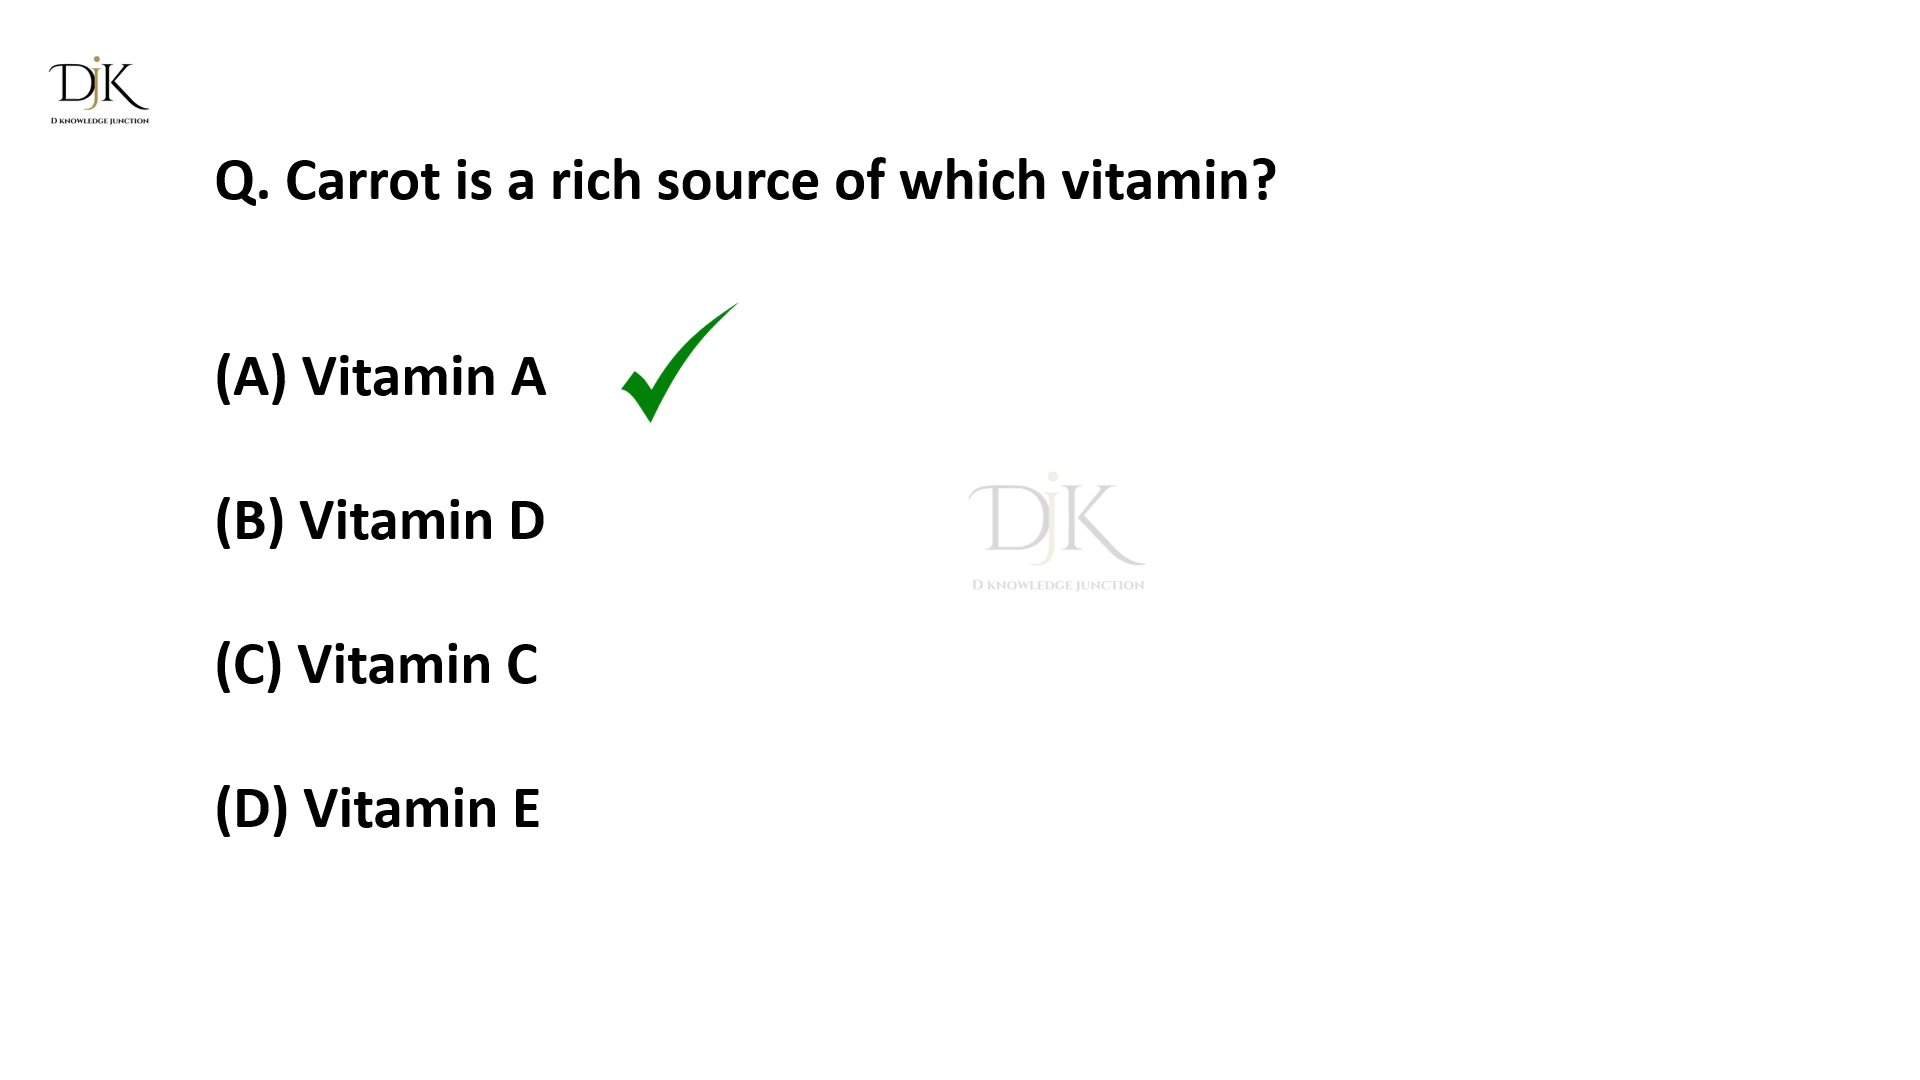 DjK
D KNOWLEDGE JUNCTION
Q. Carrot is a rich source of which vitamin?
(A) Vitamin A
(B) Vitamin D
DjK
D KNOWLEDGE JUNCTION
(C) Vitamin C
(D) Vitamin E